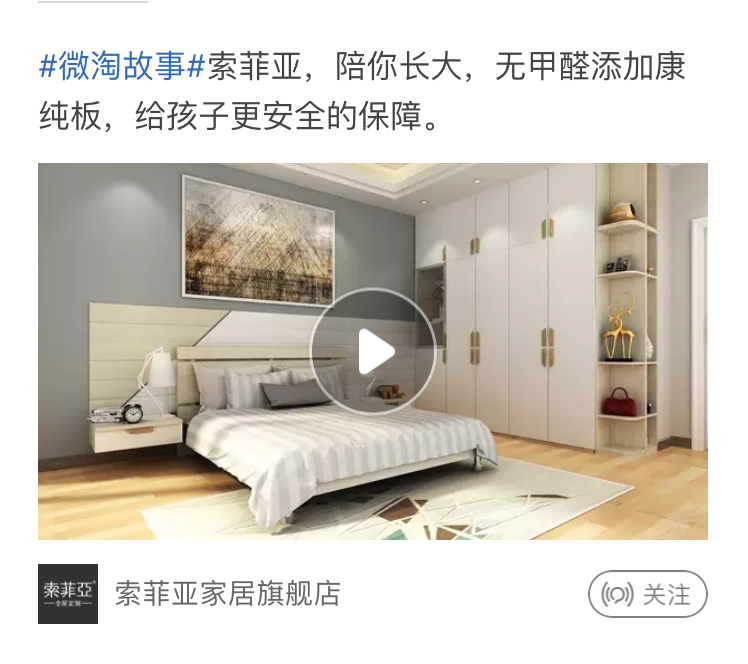 #微淘故事#索菲亚，陪你长大，无甲醛添加康
纯板，给孩子更安全的保障。
索菲亞
全屋定制
索菲亚家居旗舰店
关注